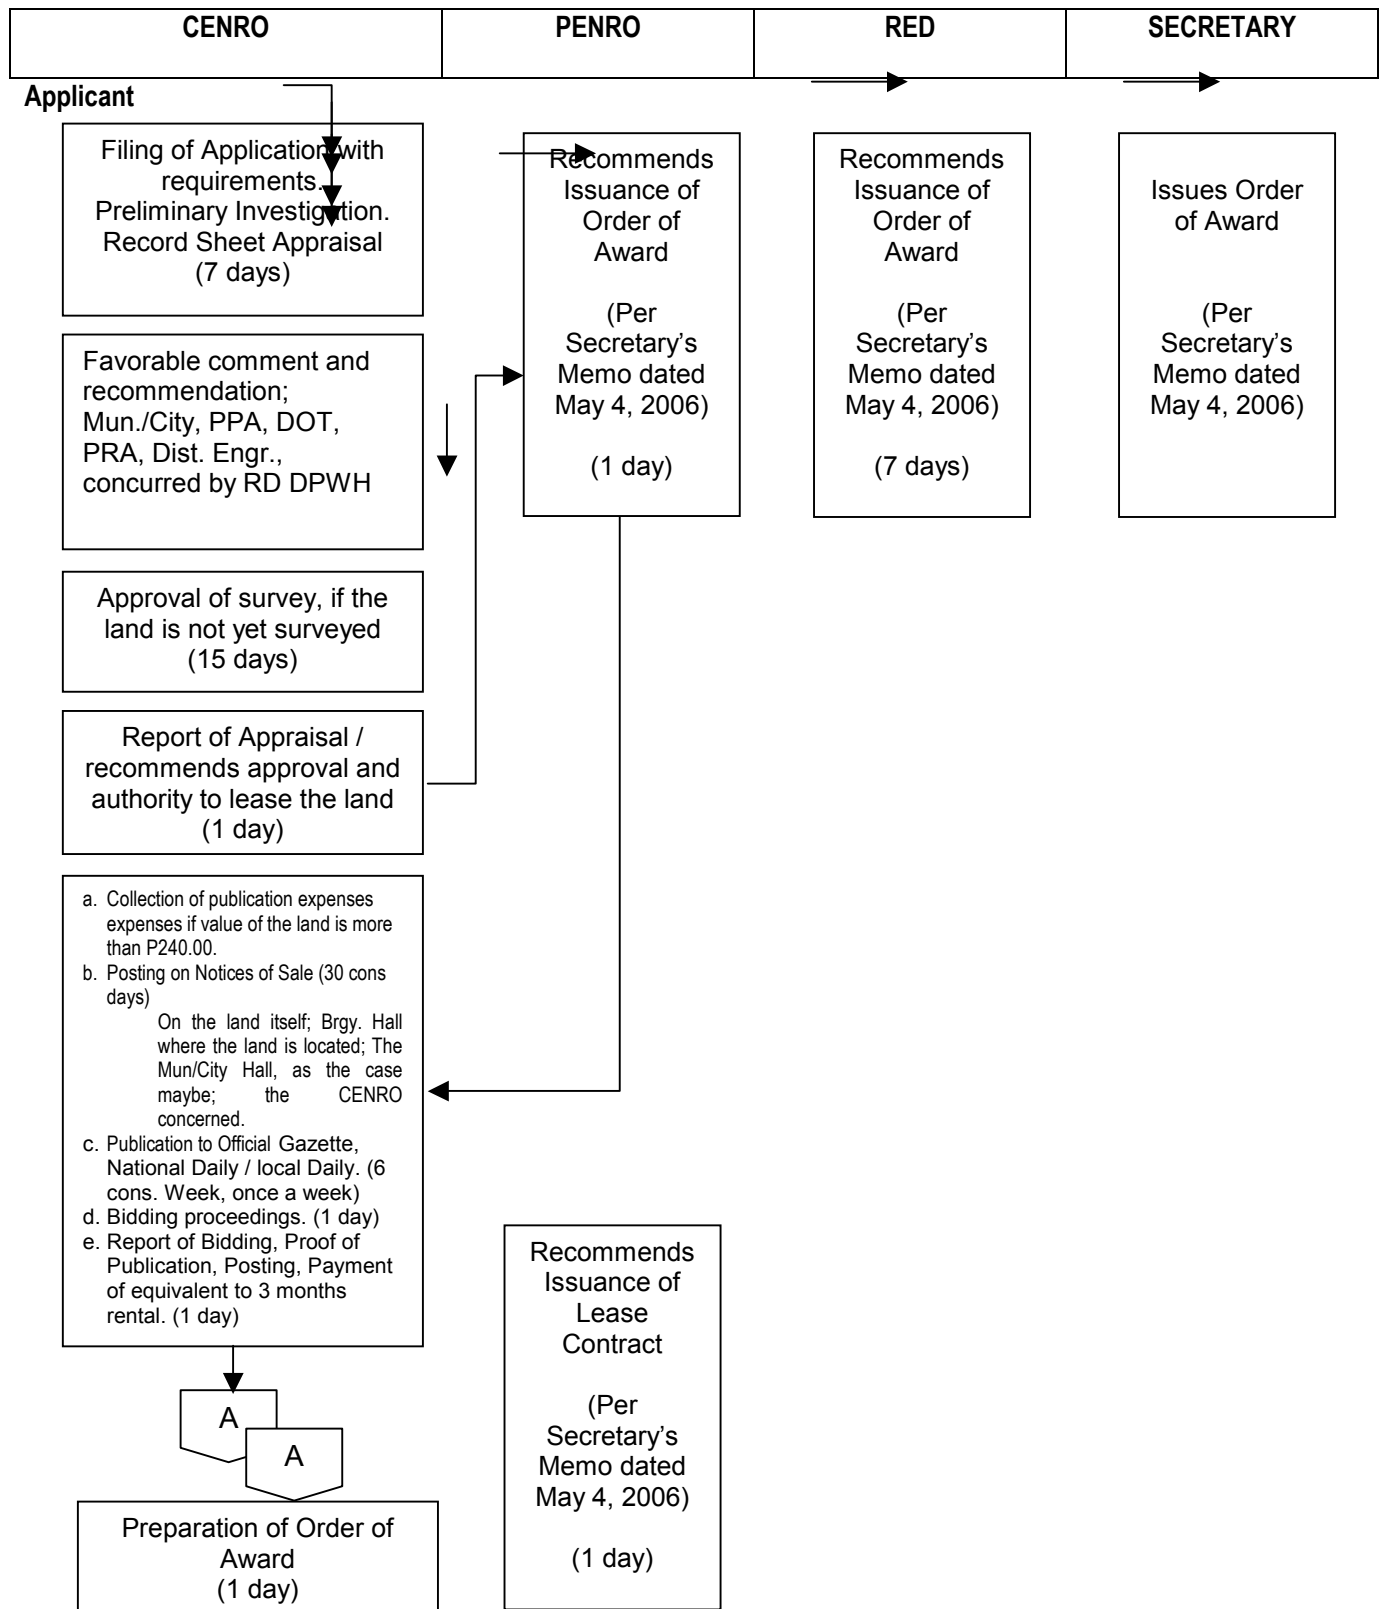 CENRO
PENRO
RED
SECRETARY
Applicant
Filing of Application with
requirements.
Preliminary Investigation.
Record Sheet Appraisal
(7 days)
Favorable comment and
recommendation;
Mun./City, PPA, DOT,
PRA, Dist. Engr.,
concurred by RD DPWH
Approval of survey, if the
land is not yet surveyed
(15 days)
Report of Appraisal /
recommends approval and
authority to lease the land
(1 day)
a. Collection of publication expenses
expenses if value of the land is more
than P240.00.
b. Posting on Notices of Sale (30 cons
days)
On the land itself; Brgy. Hall
where the land is located; The
Mun/City Hall, as the case
maybe; the CENRO
concerned.
c. Publication to Official Gazette,
National Daily / local Daily. (6
cons. Week, once a week)
d. Bidding proceedings. (1 day)
e. Report of Bidding, Proof of
Publication, Posting, Payment
of equivalent to 3 months
rental. (1 day)
A
A
Preparation of Order of
Award
(1 day)
Recommends
Issuance of
Order of
Award
(Per
Secretary’s
Memo dated
May 4, 2006)
(1 day)
Recommends
Issuance of
Lease
Contract
(Per
Secretary’s
Memo dated
May 4, 2006)
(1 day)
Recommends
Issuance of
Order of
Award
(Per
Secretary’s
Memo dated
May 4, 2006)
(7 days)
Issues Order
of Award
(Per
Secretary’s
Memo dated
May 4, 2006)